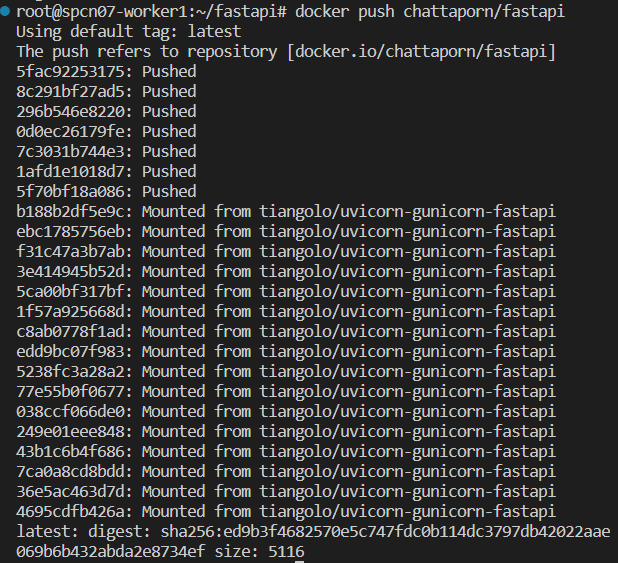 root@spcn07-worker1:~/fastapi# docker push chattaporn/fastapi
Using default tag: latest
The push refers to repository [docker.io/chattaporn/fastapi]
5fac92253175: Pushed
8c291bf27ad5: Pushed
296b546e8220: Pushed
0d0ec26179fe: Pushed
7c3031b744e3: Pushed
1afd1e1018d7: Pushed
5f70bf18a086: Pushed
b188b2df5e9c: Mounted from tiangolo/uvicorn-gunicorn-fastapi
ebc1785756eb: Mounted from tiangolo/uvicorn-gunicorn-fastapi
f31c47a3b7ab: Mounted from tiangolo/uvicorn-gunicorn-fastapi
3e414945b52d: Mounted from tiangolo/uvicorn-gunicorn-fastapi
5ca00bf317bf: Mounted from tiangolo/uvicorn-gunicorn-fastapi
1f57a925668d: Mounted from tiangolo/uvicorn-gunicorn-fastapi
c8ab0778f1ad: Mounted from tiangolo/uvicorn-gunicorn-fastapi
edd9bc07f983: Mounted from tiangolo/uvicorn-gunicorn-fastapi
5238fc3a28a2: Mounted from tiangolo/uvicorn-gunicorn-fastapi
77e55b0f0677: Mounted from tiangolo/uvicorn-gunicorn-fastapi
038ccf066de0: Mounted from tiangolo/uvicorn-gunicorn-fastapi
249e01eee848: Mounted from tiangolo/uvicorn-gunicorn-fastapi
43b1c6b4f686: Mounted from tiangolo/uvicorn-gunicorn-fastapi
7ca0a8cd8bdd: Mounted from tiangolo/uvicorn-gunicorn-fastapi
36e5ac463d7d: Mounted from tiangolo/uvicorn-gunicorn-fastapi
4695cdfb426a: Mounted from tiangolo/uvicorn-gunicorn-fastapi
latest: digest: sha256:ed9b3f4682570e5c747fdc0b114dc3797db42022aae
069b6b432abda2e8734ef size: 5116